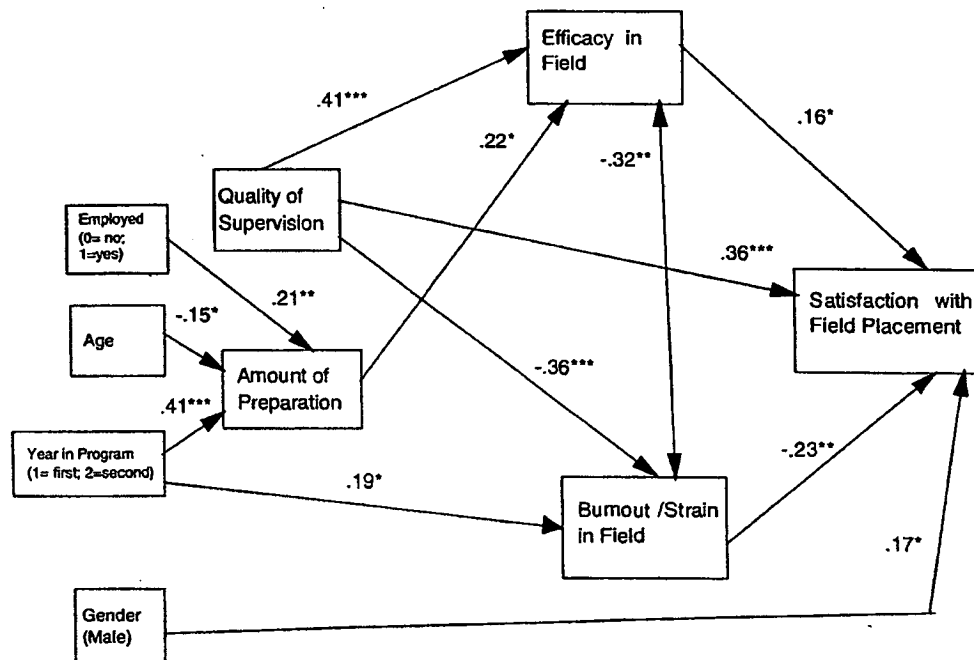 Efficacy in
Field
.41***
.16*
.22*
-.32**
Quality of
Supervision
Employed
(0= no;
1=yes)
.36***
.21**
Satisfaction with
Field Placement
-.15*
Age
Amount of
Preparation
-.36***
.41***
Year in Program
(1= first; 2=second)
-.23**
.19*
Burnout /Strain
in Field
.17*
Gender
(Male)